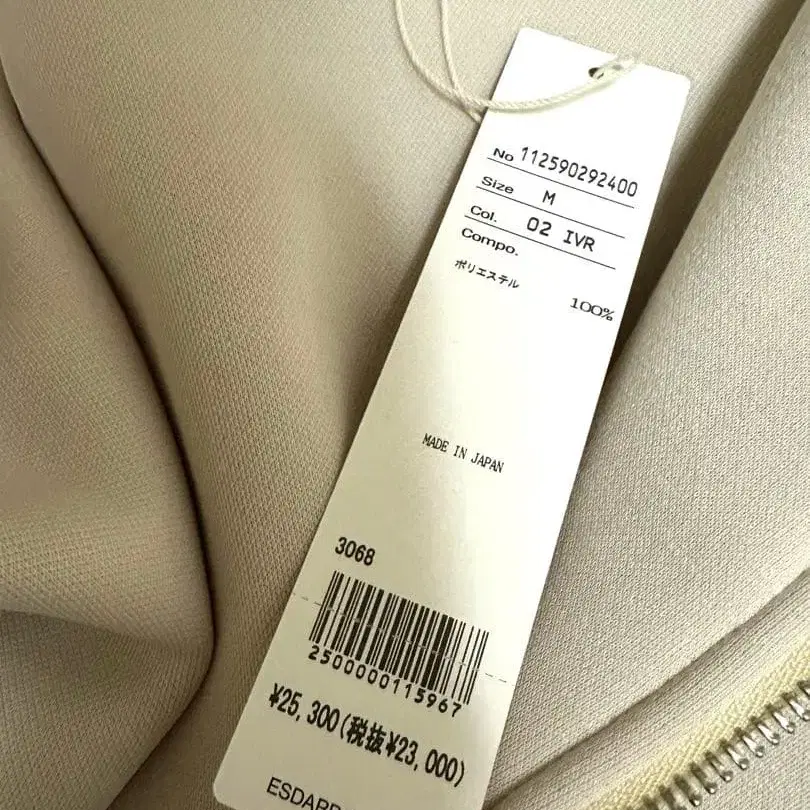 No 112590292400
Size M
Col. 02 IVR
Compo.
ポリエステル
100%
MADE IN JAPAN
3068
2500000115967
¥25,300(税抜¥23,000)